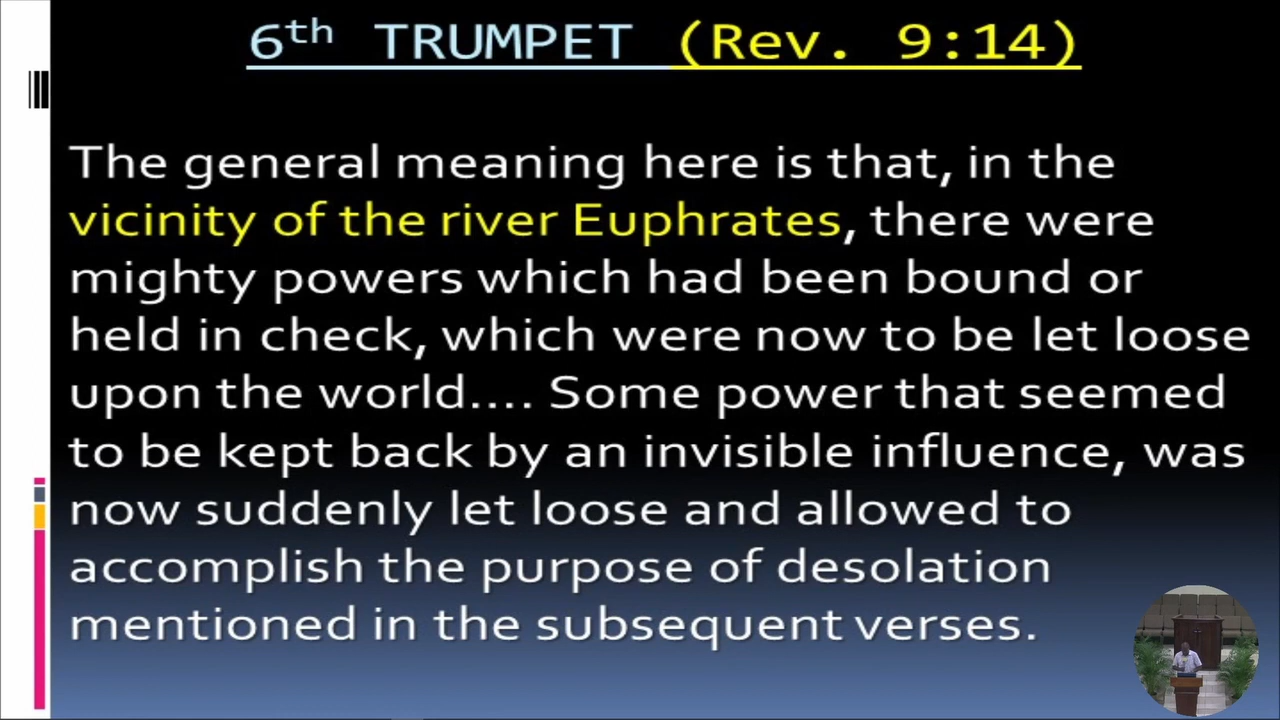 6th TRUMPET (Rev. 9:14)
The general meaning here is that, in the
vicinity of the river Euphrates, there were
mighty powers which had been bound or
held in check, which were now to be let loose
upon the world.... Some power that seemed
to be kept back by an invisible influence, was
now suddenly let loose and allowed to
accomplish the purpose of desolation
mentioned in the subsequent verses.